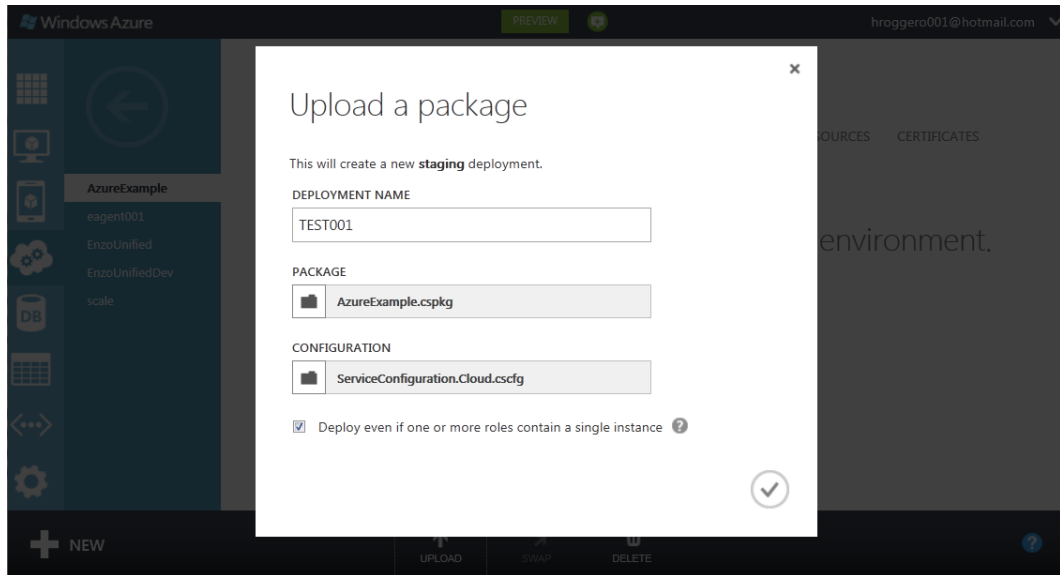 Windows Azure
PREVIEW
hroggero001@hotmail.com
Upload a package
This will create a new staging deployment.
DEPLOYMENT NAME
TEST001
PACKAGE
AzureExample.cspkg
CONFIGURATION
ServiceConfiguration.Cloud.cscfg
Deploy even if one or more roles contain a single instance
?
AzureExample
eagent001
EnzoUnified
EnzoUnifiedDev
scale
DB
CERTIFICATES
environment.
NEW
UPLOAD
SWAP
DELETE
?